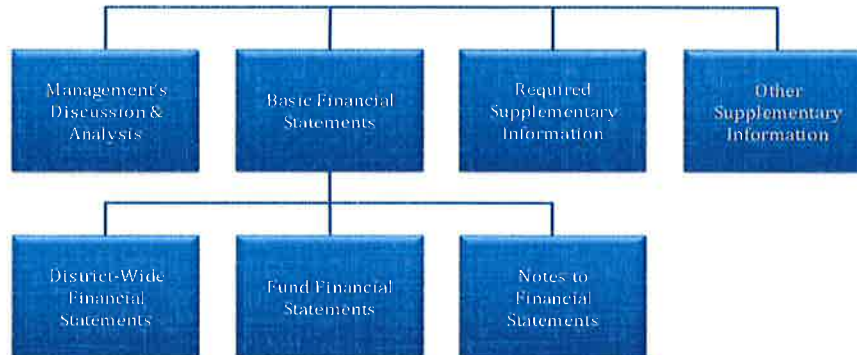 Management's
Discussion &
Analysis
Basic Financial
Statements
Required
Supplementary
Information
Other
Supplementary
Information
District-Wide
Financial
Statements
Fund Financial
Statements
Notes to
Financial
Statements